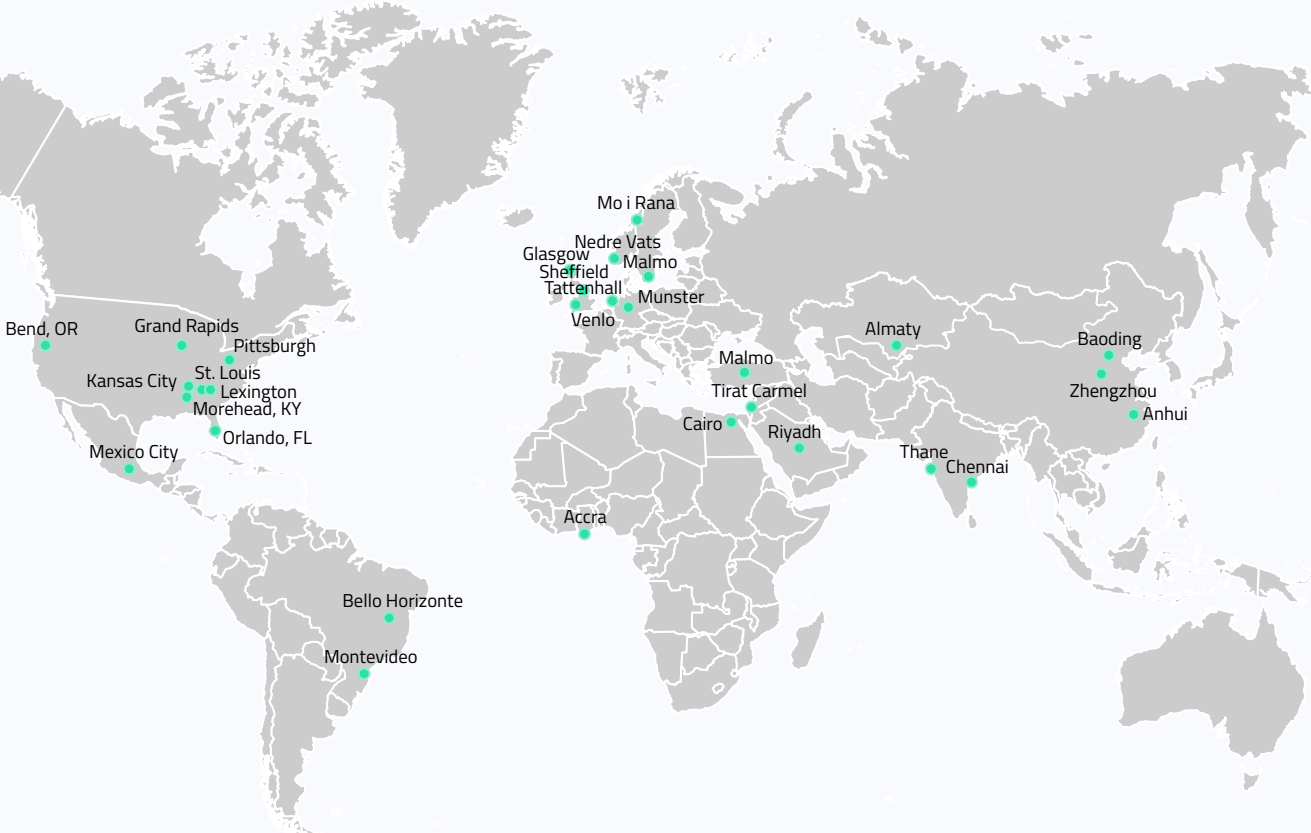 Mo i Rana
Nedre Vats
Glasgow
Malmo
Sheffield
Tattenhall
Munster
Venlo
Bend, OR
Grand Rapids
Pittsburgh
Almaty
Baoding
Malmo
St. Louis
Kansas City
Lexington
Tirat Carmel
Zhengzhou
Morehead, KY
Anhui
Cairo
Riyadh
Orlando, FL
Mexico City
Thane
Chennai
Accra
Bello Horizonte
Montevideo